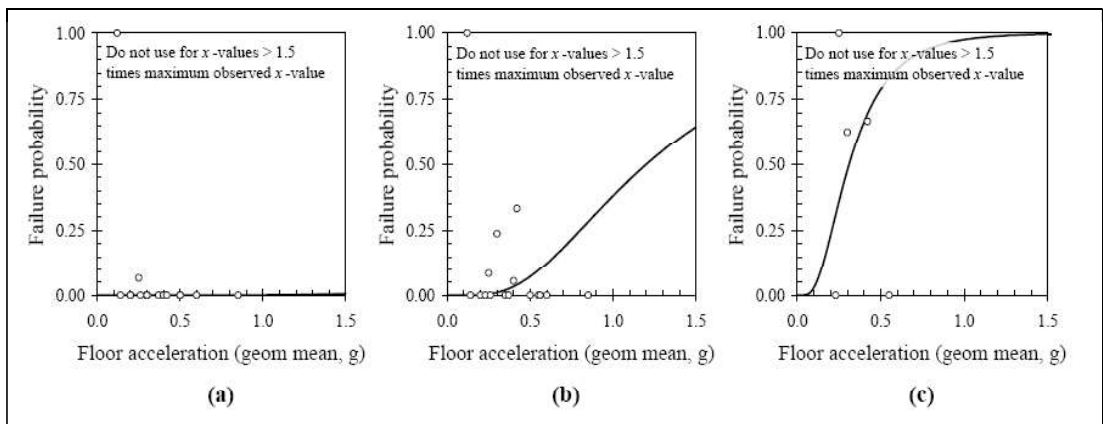 1.00
0.75
0.50
0.25
0.00
Failure probability
Do not use for x -values > 1.5
times maximum observed x -value
0.0 0.5 1.0 1.5
Floor acceleration (geom mean, g)
(a)
1.00
0.75
0.50
0.25
0.00
Failure probability
Do not use for x -values > 1.5
times maximum observed x -value
0.0 0.5 1.0 1.5
Floor acceleration (geom mean, g)
(b)
1.00
0.75
0.50
0.25
0.00
Failure probability
Do not use for x -values > 1.5
times maximum observed x -value
0.0 0.5 1.0 1.5
Floor acceleration (geom mean, g)
(c)